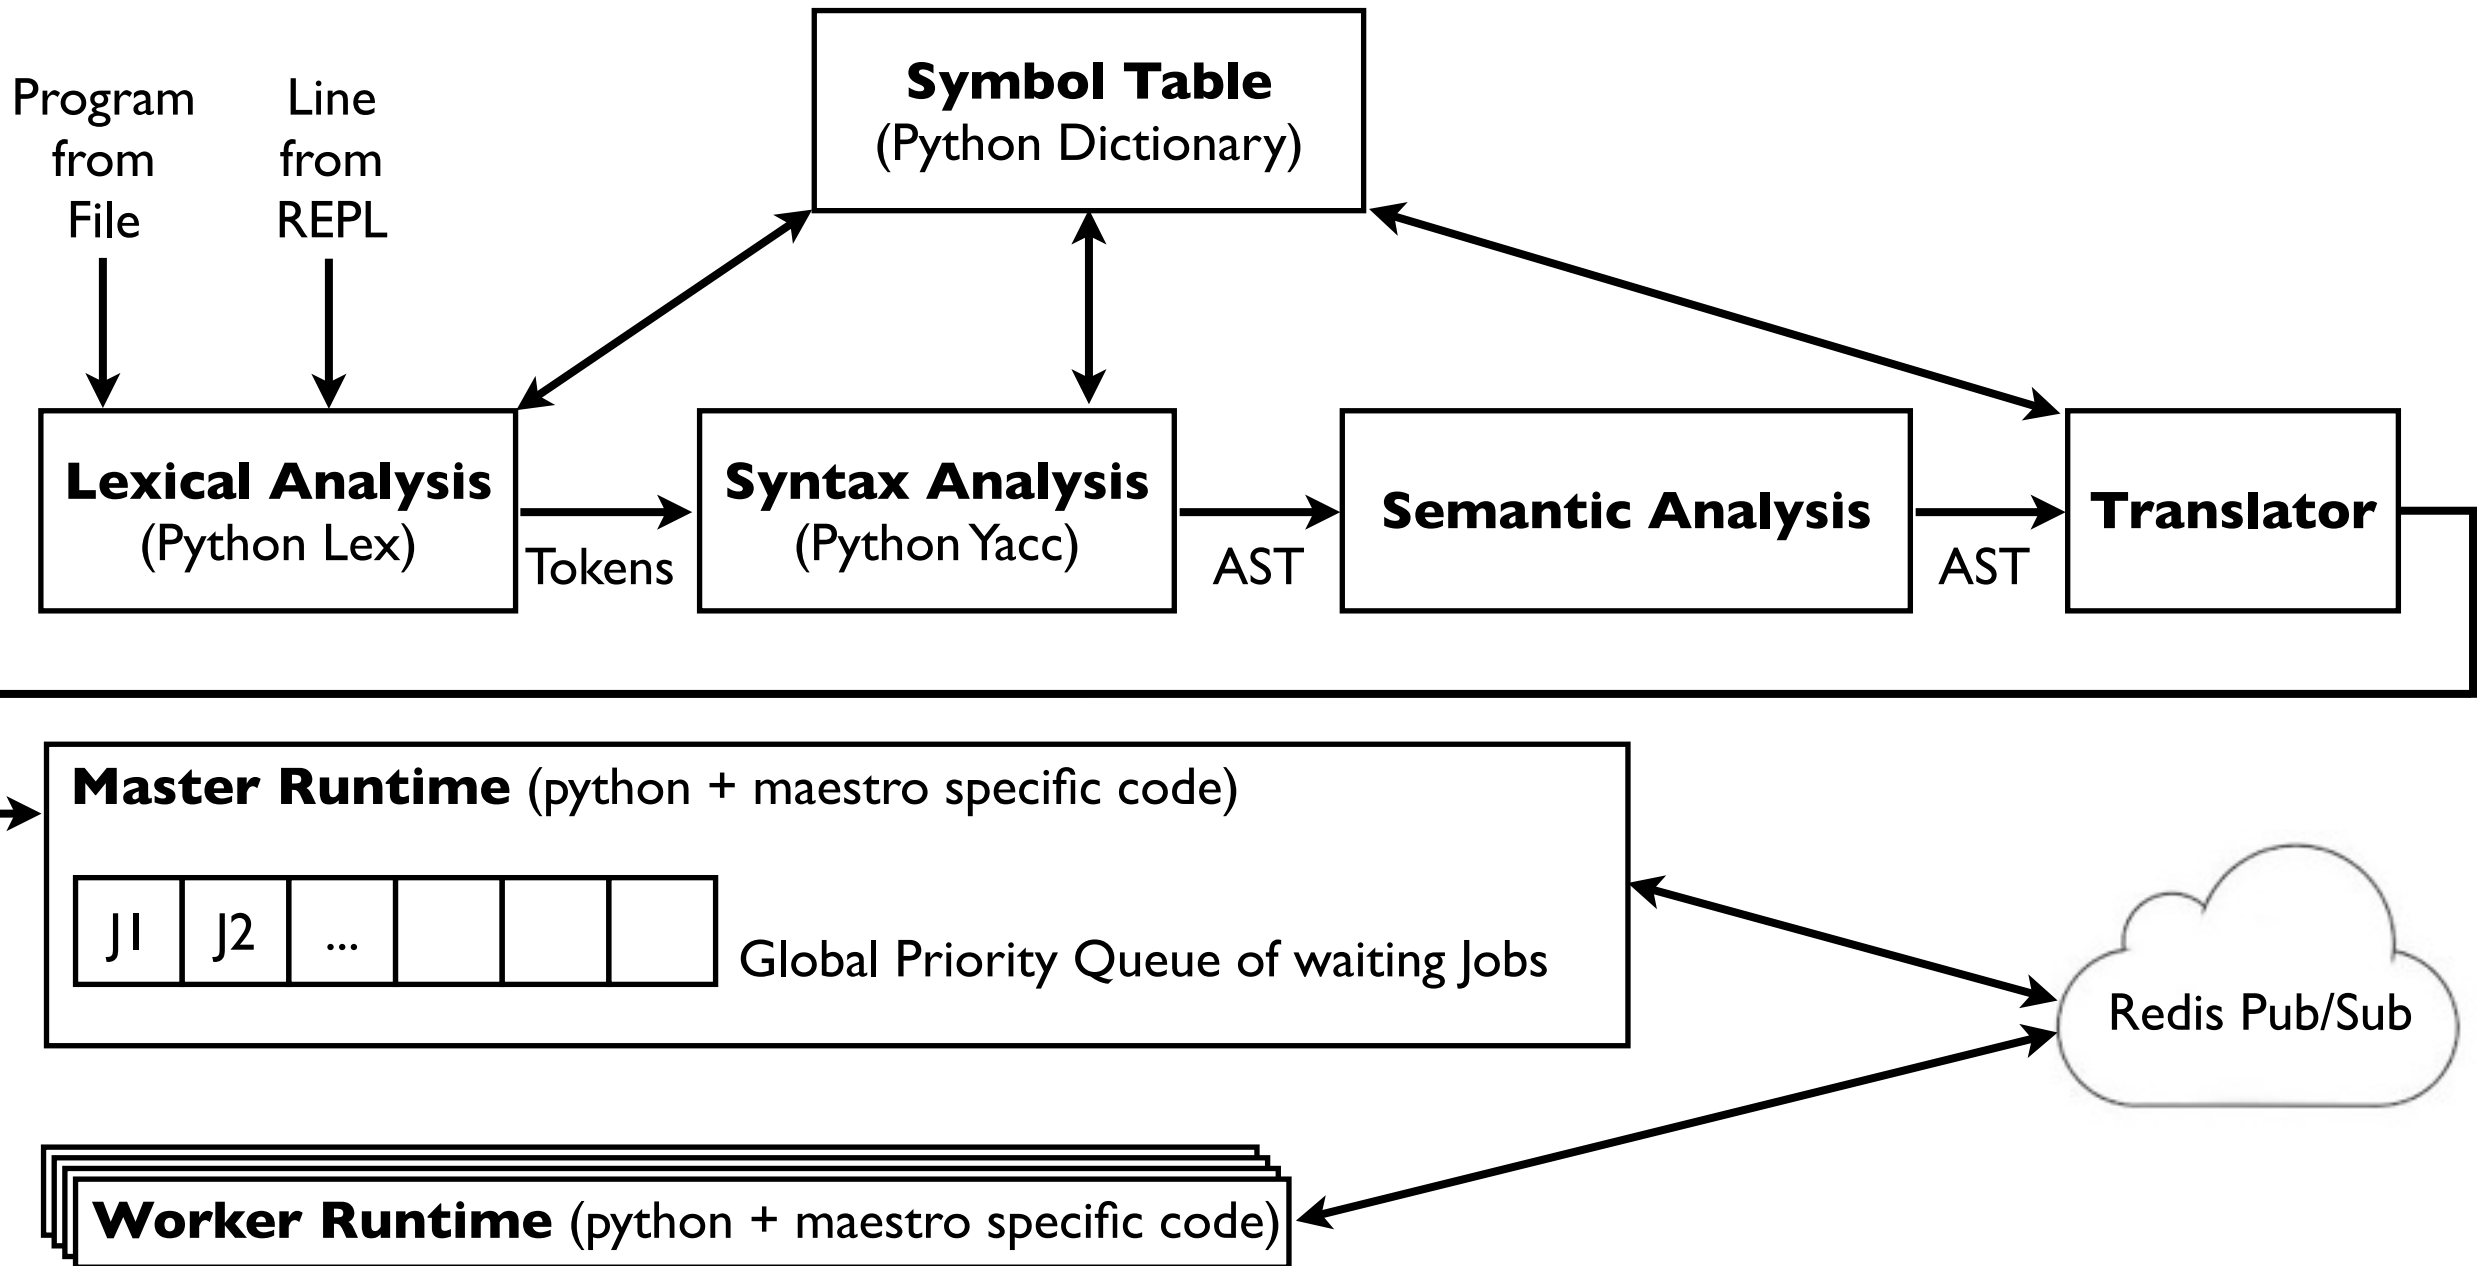 Program
from
File
Line
from
REPL
Symbol Table
(Python Dictionary)
Lexical Analysis
(Python Lex)
Tokens
Syntax Analysis
(Python Yacc)
AST
Semantic Analysis
AST
Translator
Master Runtime (python + maestro specific code)
J1 J2 ...
Global Priority Queue of waiting Jobs
Redis Pub/Sub
Worker Runtime (python + maestro specific code)